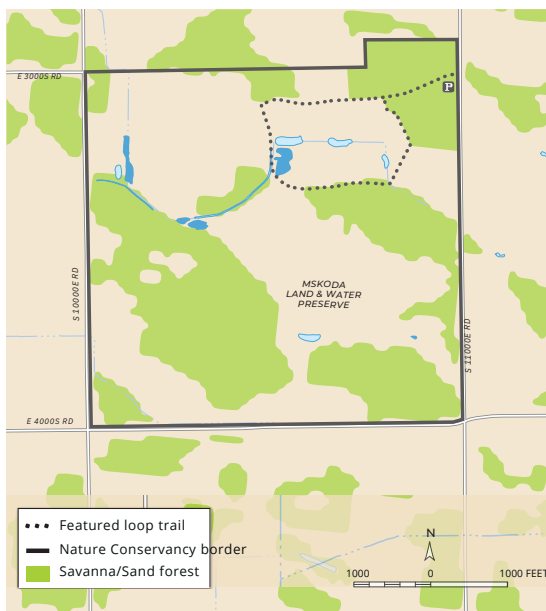 E 3000S RD
P
S 10000E RD
MSKODA
LAND & WATER
PRESERVE
S 11000E RD
E 4000S RD
Featured loop trail
Nature Conservancy border
Savanna/Sand forest
N
1000 0 1000 FEET